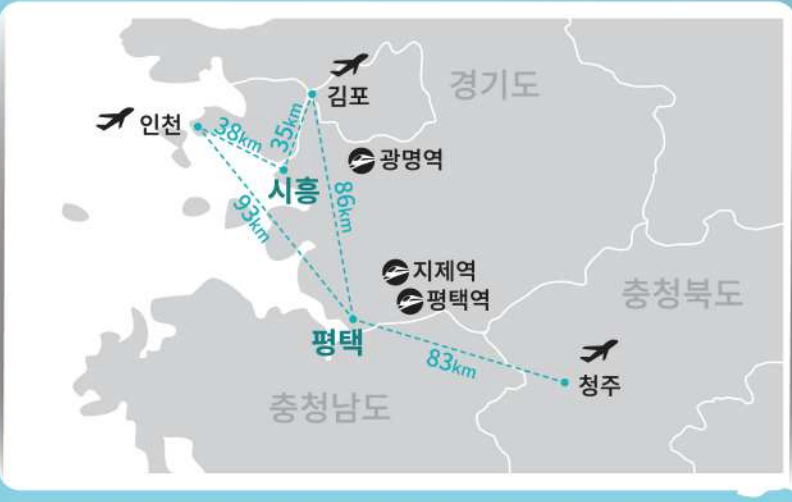 경기도
김포
인천
38km
35km
광명역
시흥
86km
93km
지제역
평택역
충청북도
평택
83km
청주
충청남도